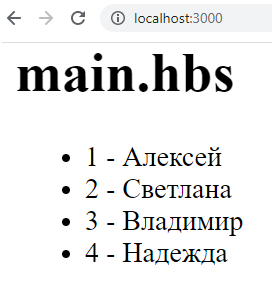 localhost:3000
main.hbs
1 - Алексей
2 - Светлана
3 - Владимир
4 - Надежда